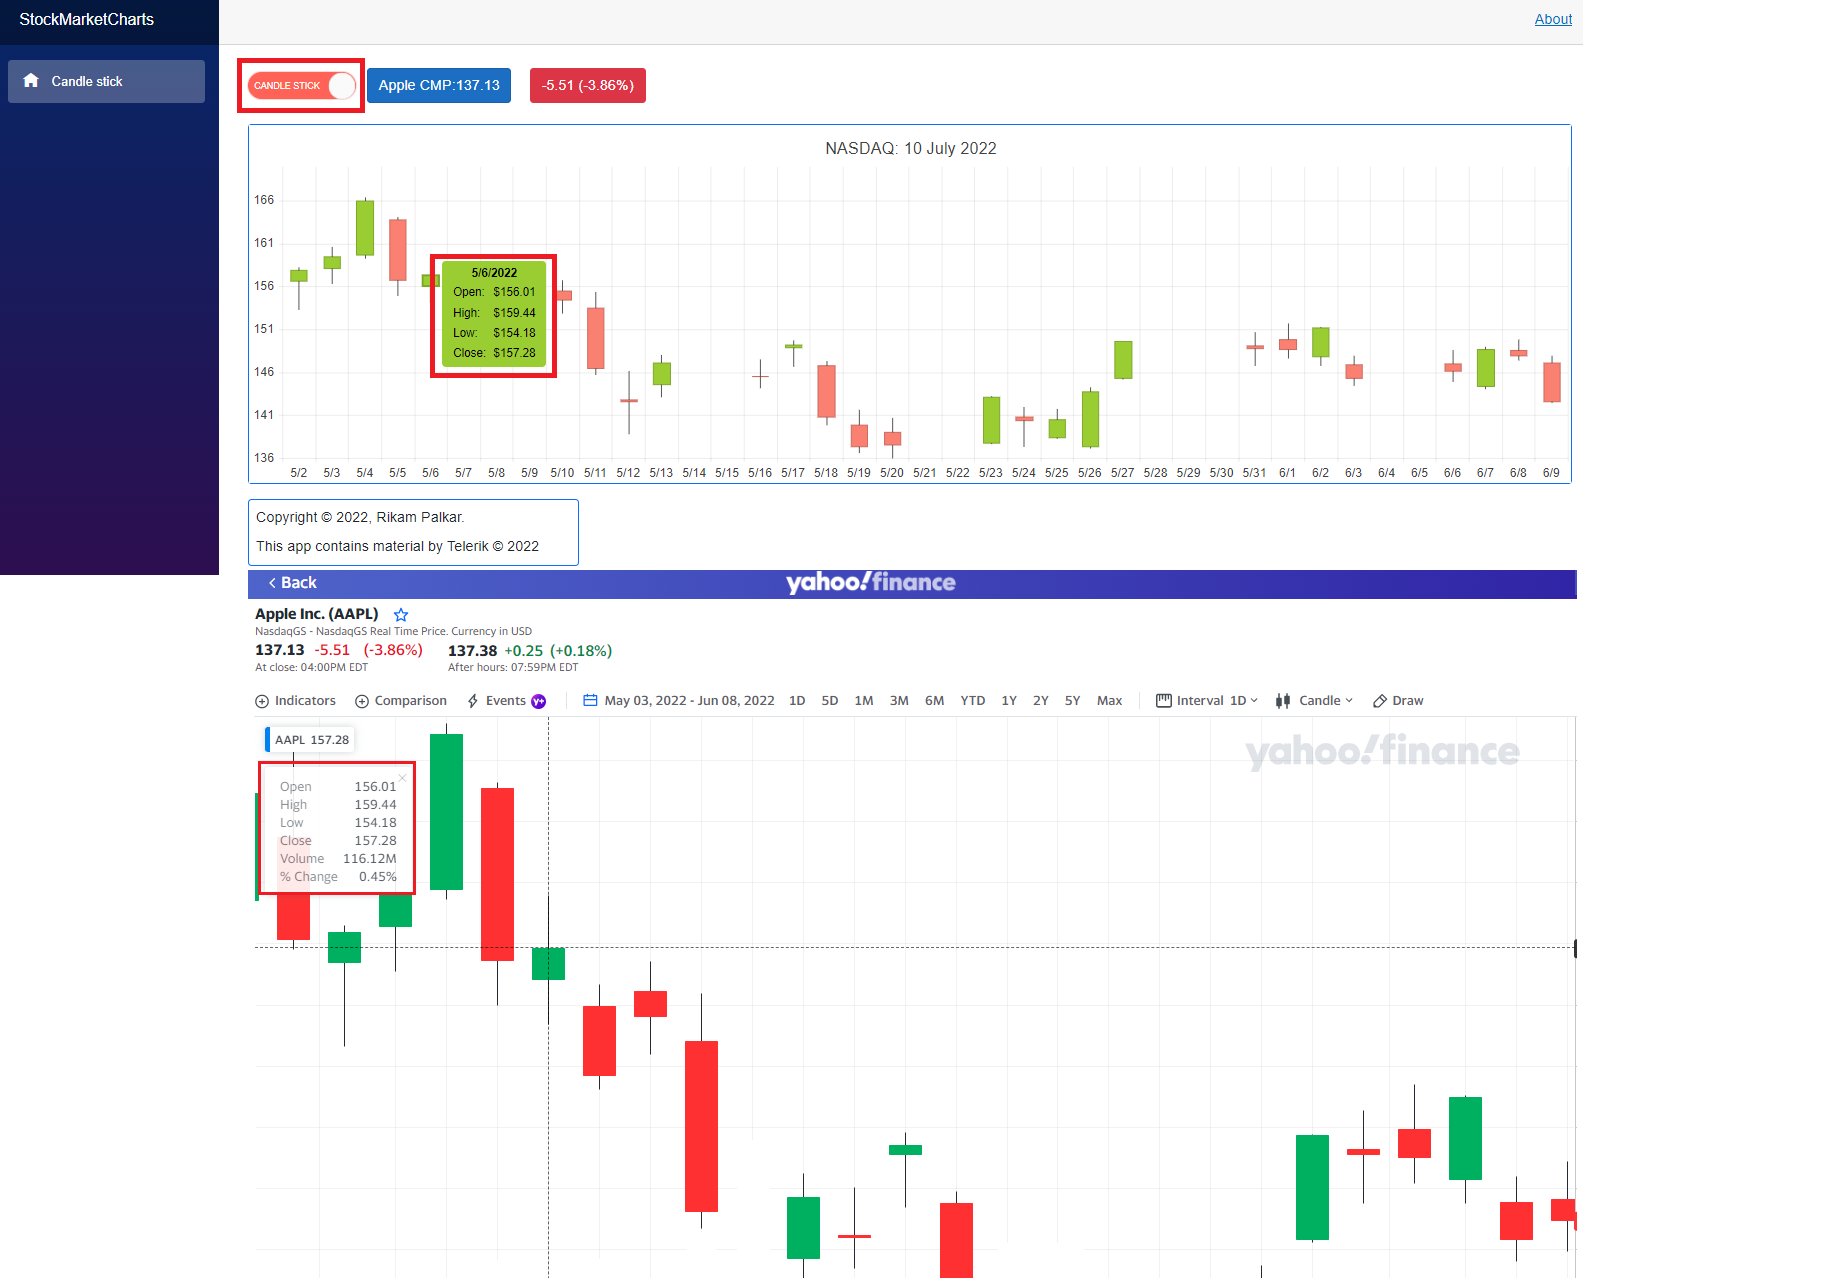 StockMarketCharts
About
Candle stick
CANDLE STICK
Apple CMP:137.13
-5.51 (-3.86%)
NASDAQ: 10 July 2022
166
161
156
151
146
141
136
5/6/2022
Open: $156.01
High: $159.44
Low: $154.18
Close: $157.28
5/2 5/3 5/4 5/5 5/6 5/7 5/8 5/9 5/10 5/11 5/12 5/13 5/14 5/15 5/16 5/17 5/18 5/19 5/20 5/21 5/22 5/23 5/24 5/25 5/26 5/27 5/28 5/29 5/30 5/31 6/1 6/2 6/3 6/4 6/5 6/6 6/7 6/8 6/9
Copyright © 2022, Rikam Palkar.
This app contains material by Telerik © 2022
Back
yahoo!finance
Apple Inc. (AAPL)
NasdaqGS - NasdaqGS Real Time Price. Currency in USD
137.13 -5.51 (-3.86%) 137.38 +0.25 (+0.18%)
At close: 04:00PM EDT After hours: 07:59PM EDT
Indicators Comparison Events Y+ May 03, 2022 - Jun 08, 2022 1D 5D 1M 3M 6M YTD 1Y 2Y 5Y Max Interval 1D Candle Draw
AAPL 157.28
yahoo!finance
Open 156.01
High 159.44
Low 154.18
Close 157.28
Volume 116.12M
% Change 0.45%